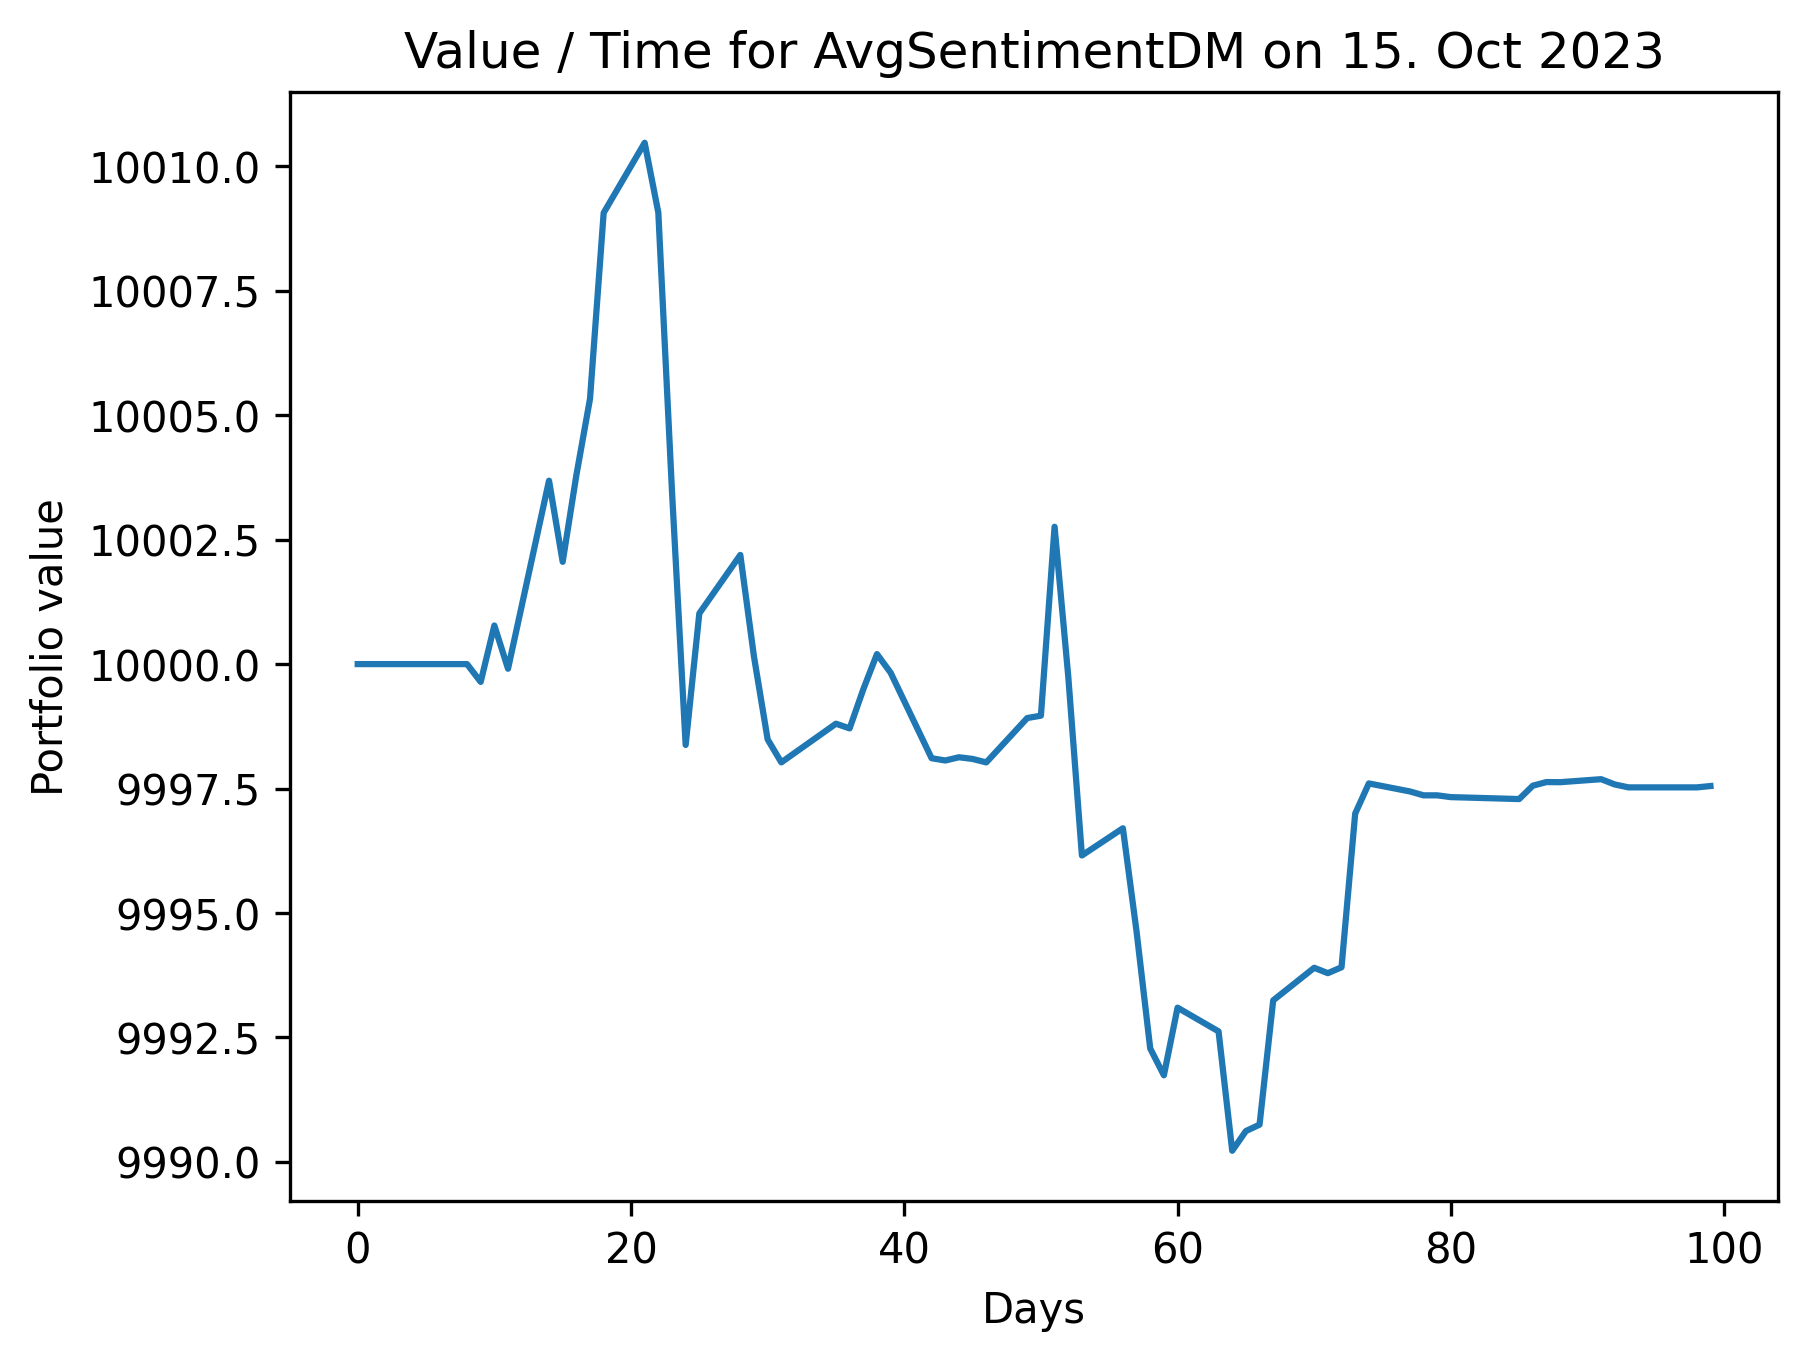 Value / Time for AvgSentimentDM on 15. Oct 2023
Portfolio value
10010.0
10007.5
10005.0
10002.5
10000.0
9997.5
9995.0
9992.5
9990.0
0 20 40 60 80 100
Days